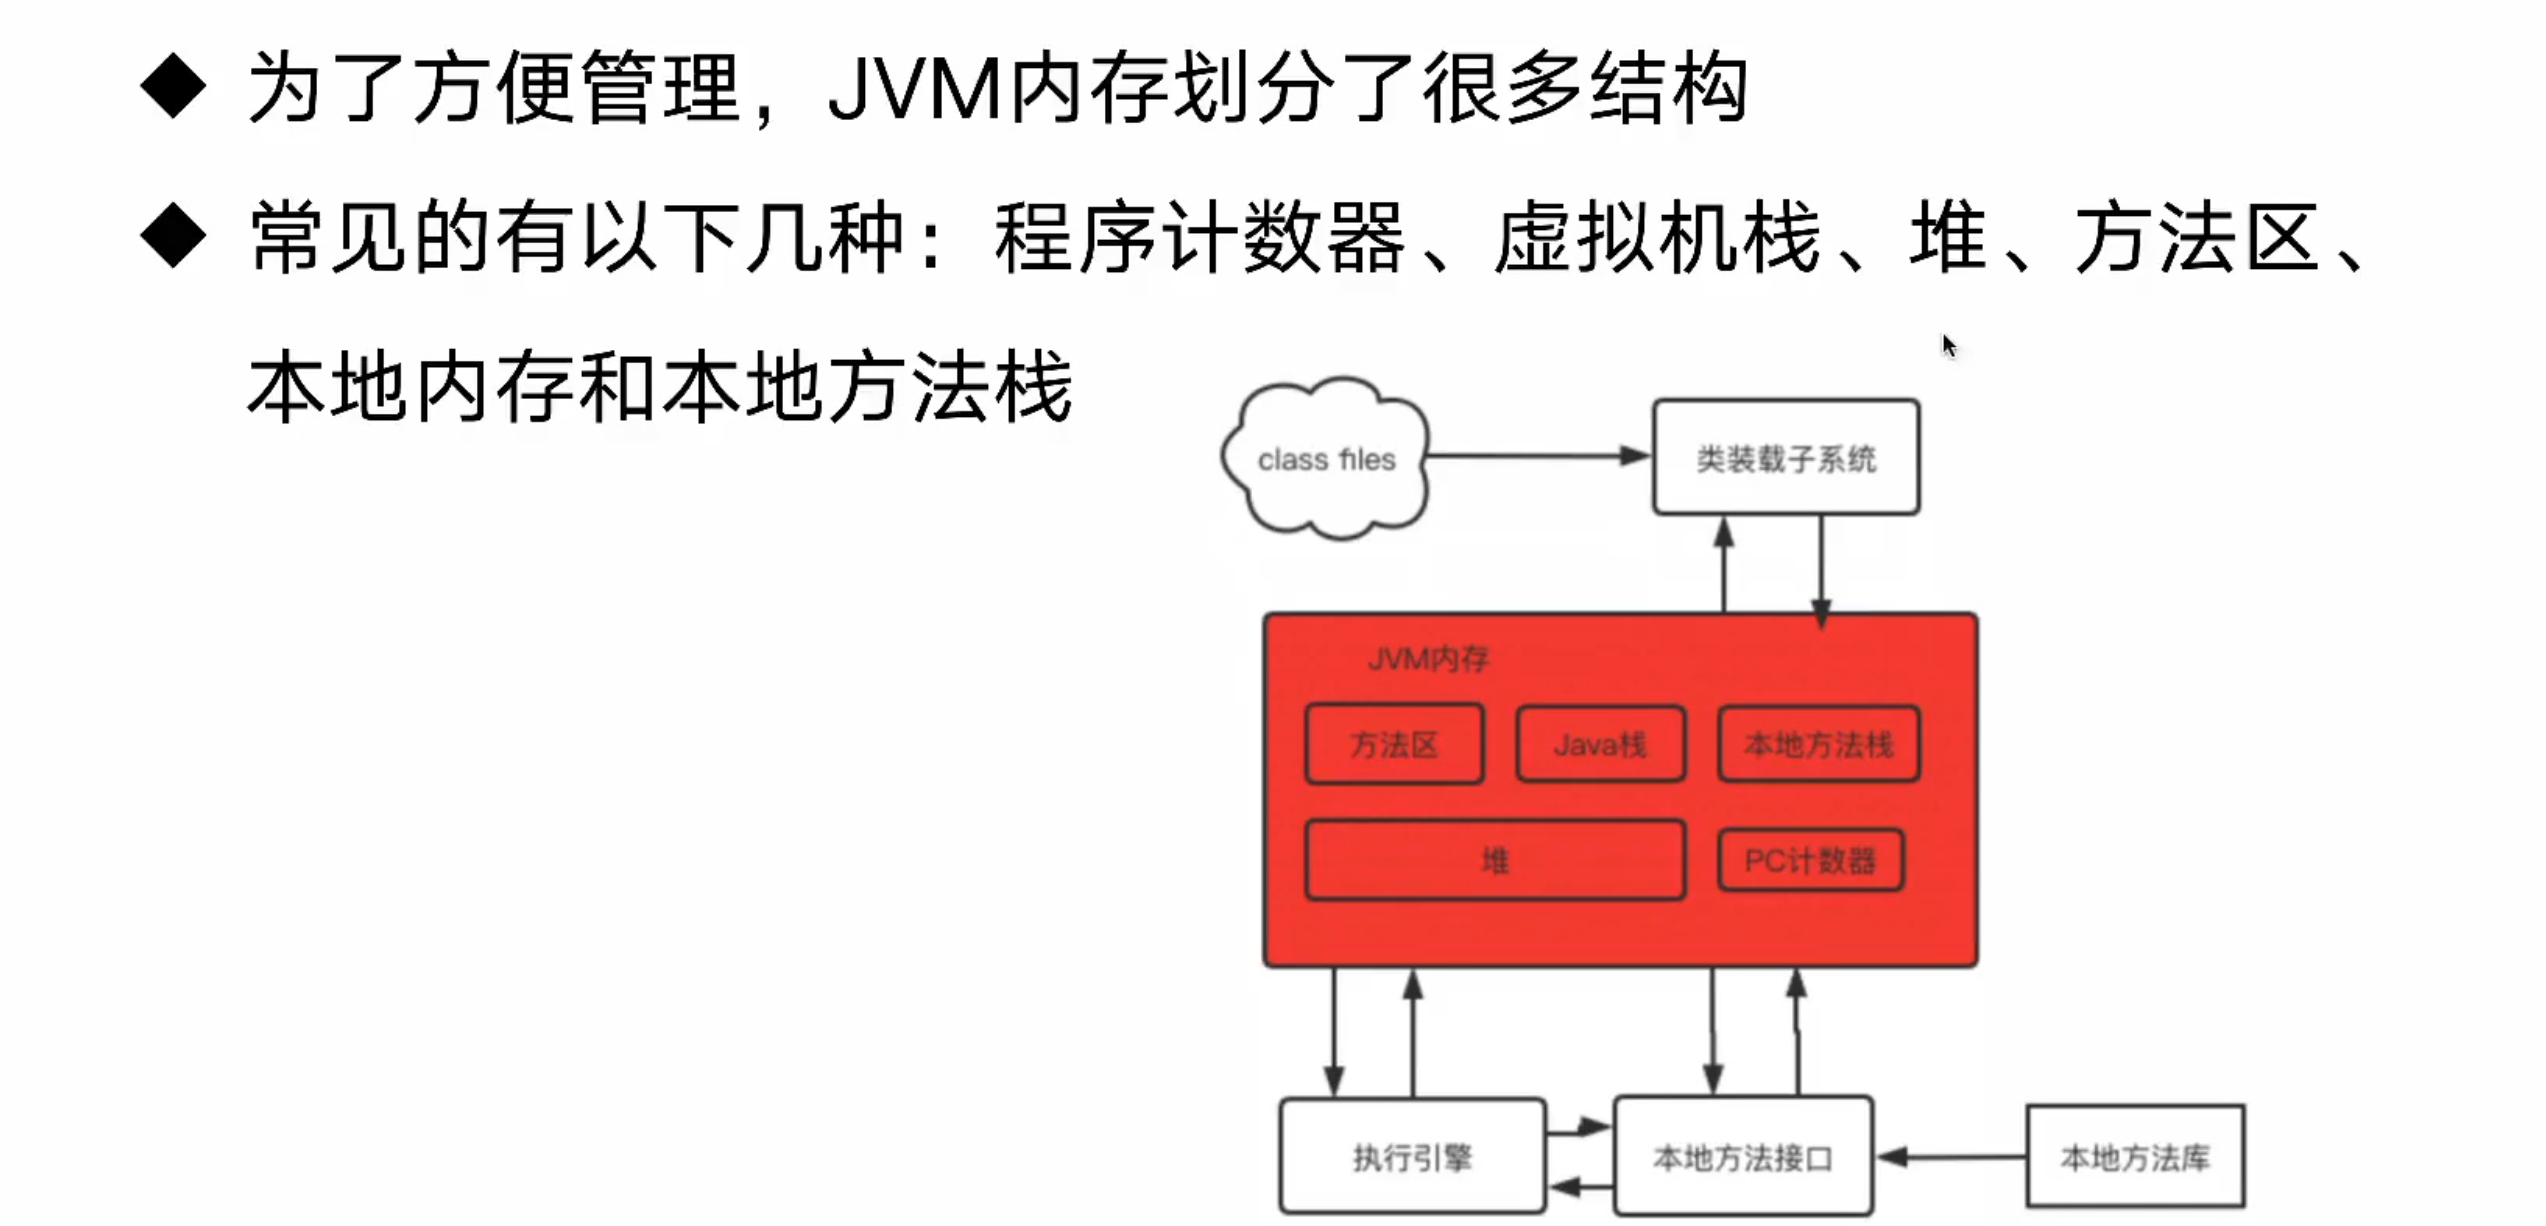 为了方便管理，JVM内存划分了很多结构
常见的有以下几种：程序计数器、虚拟机栈、堆、方法区、
本地内存和本地方法栈
class files
类装载子系统
JVM内存
方法区
Java栈
本地方法栈
堆
PC计数器
执行引擎
本地方法接口
本地方法库